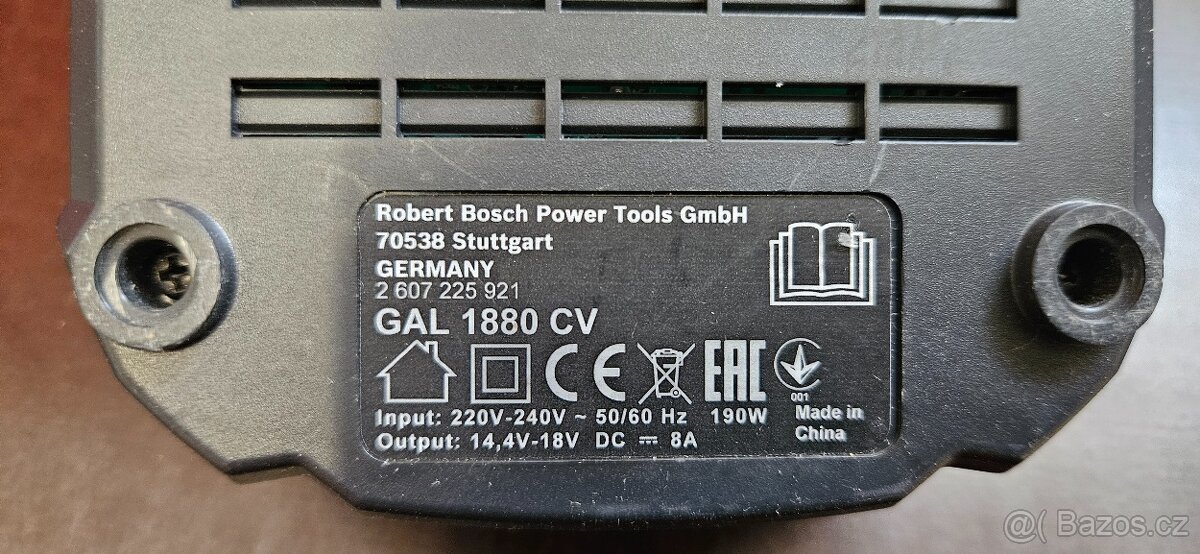 Robert Bosch Power Tools GmbH
70538 Stuttgart
GERMANY
2 607 225 921
GAL 1880 CV
CE EAC
001
Input: 220V-240V ~ 50/60 Hz 190W
Output: 14,4V-18V DC ⎓ 8A
Made in
China
@( Bazos.cz